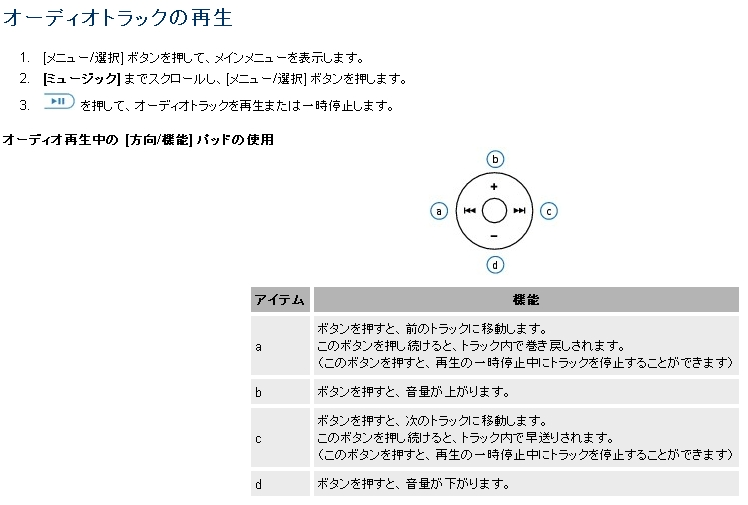 オーディオトラックの再生
1. [メニュー/選択] ボタンを押して、メインメニューを表示します。
2. [ミュージック] までスクロールし、[メニュー/選択] ボタンを押します。
3. を押して、オーディオトラックを再生または一時停止します。
オーディオ再生中の [方向/機能] パッドの使用
b
+
a
c
−
d
アイテム 機能
a
ボタンを押すと、前のトラックに移動します。
このボタンを押し続けると、トラック内で巻き戻しされます。
(このボタンを押すと、再生の一時停止中にトラックを停止することができます)
b ボタンを押すと、音量が上がります。
c
ボタンを押すと、次のトラックに移動します。
このボタンを押し続けると、トラック内で早送りされます。
(このボタンを押すと、再生の一時停止中にトラックを停止することができます)
d ボタンを押すと、音量が下がります。